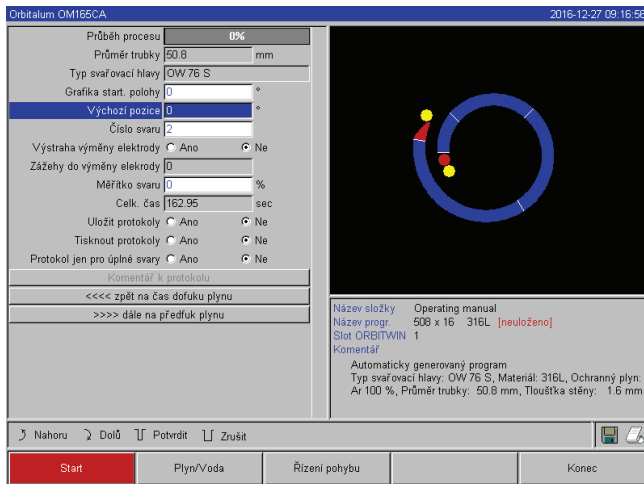 Orbitalum OM165CA 2016-12-27 09:16:56
Průběh procesu 0%
Průměr trubky 50.8 mm
Typ svařovací hlavy OW 76 S
Grafika start. polohy 0 °
Výchozí pozice 0 °
Číslo svaru 2
Výstraha výměny elektrody Ano Ne
Zážehy do výměny elekrody 0
Měřítko svaru 0 %
Celk. čas 162.95 sec
Uložit protokoly Ano Ne
Tisknout protokoly Ano Ne
Protokol jen pro úplné svary Ano Ne
Komentář k protokolu
<<<< zpět na čas dofuku plynu
>>>> dále na předfuk plynu
Název složky Operating manual
Název progr. 508 x 16 316L [neuloženo]
Slot ORBITWIN 1
Komentář
Automaticky generovaný program
Typ svařovací hlavy: OW 76 S, Materiál: 316L, Ochranný plyn:
Ar 100 %, Průměr trubky: 50.8 mm, Tloušťka stěny: 1.6 mm
Nahoru Dolů Potvrdit Zrušit
Start Plyn/Voda Řízení pohybu Konec